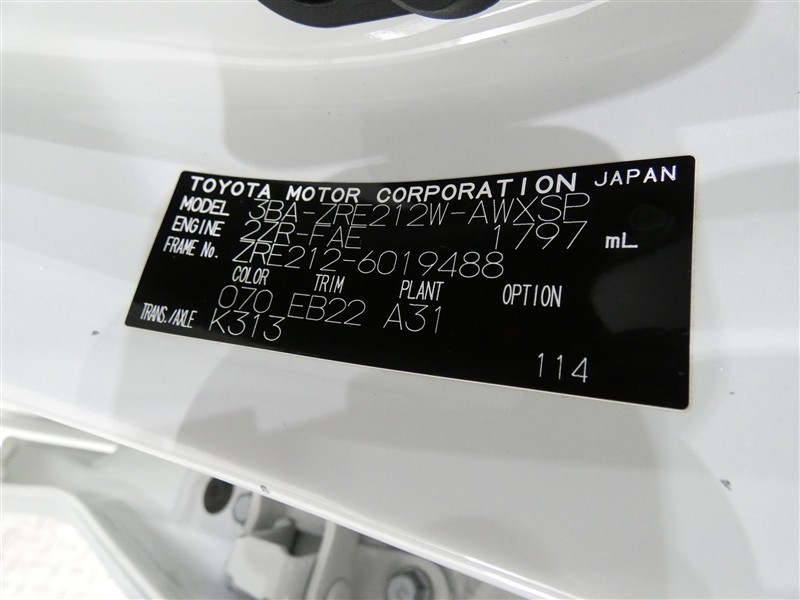 TOYOTA MOTOR CORPORATION JAPAN
MODEL 3BA-ZRE212W-AWXSP
ENGINE 2ZR-FAE 1797 mL
FRAME No. ZRE212-6019488
COLOR TRIM PLANT OPTION
070 EB22 A31
TRANS./AXLE K313
114